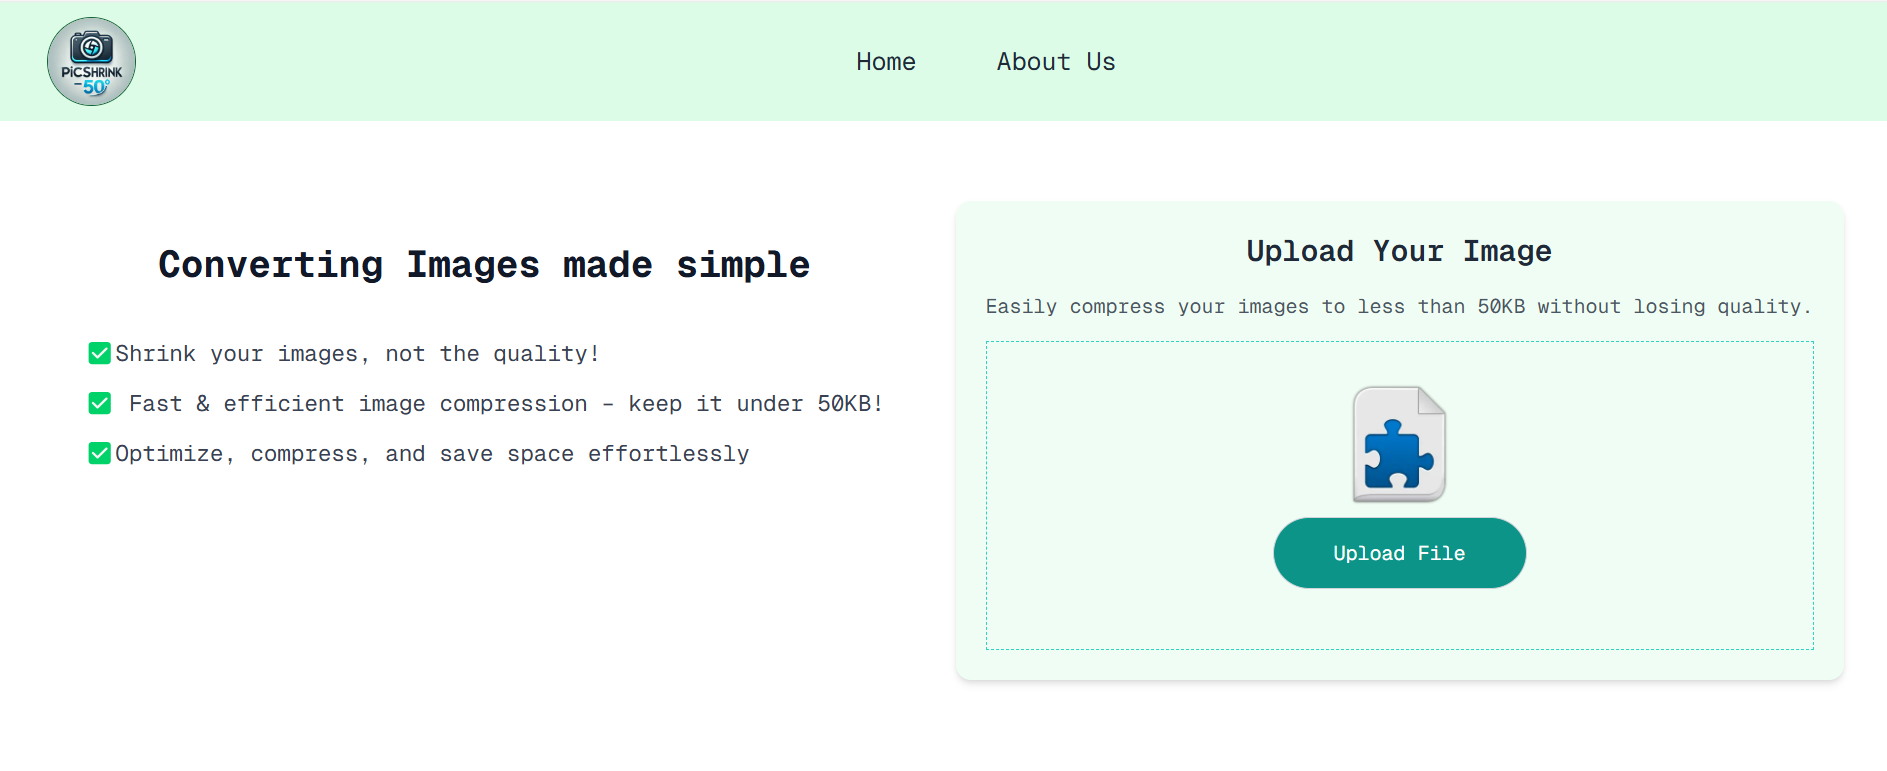 PiCSHRINK
-50°
Home
About Us
Converting Images made simple
✅Shrink your images, not the quality!
✅ Fast & efficient image compression – keep it under 50KB!
✅Optimize, compress, and save space effortlessly
Upload Your Image
Easily compress your images to less than 50KB without losing quality.
Upload File